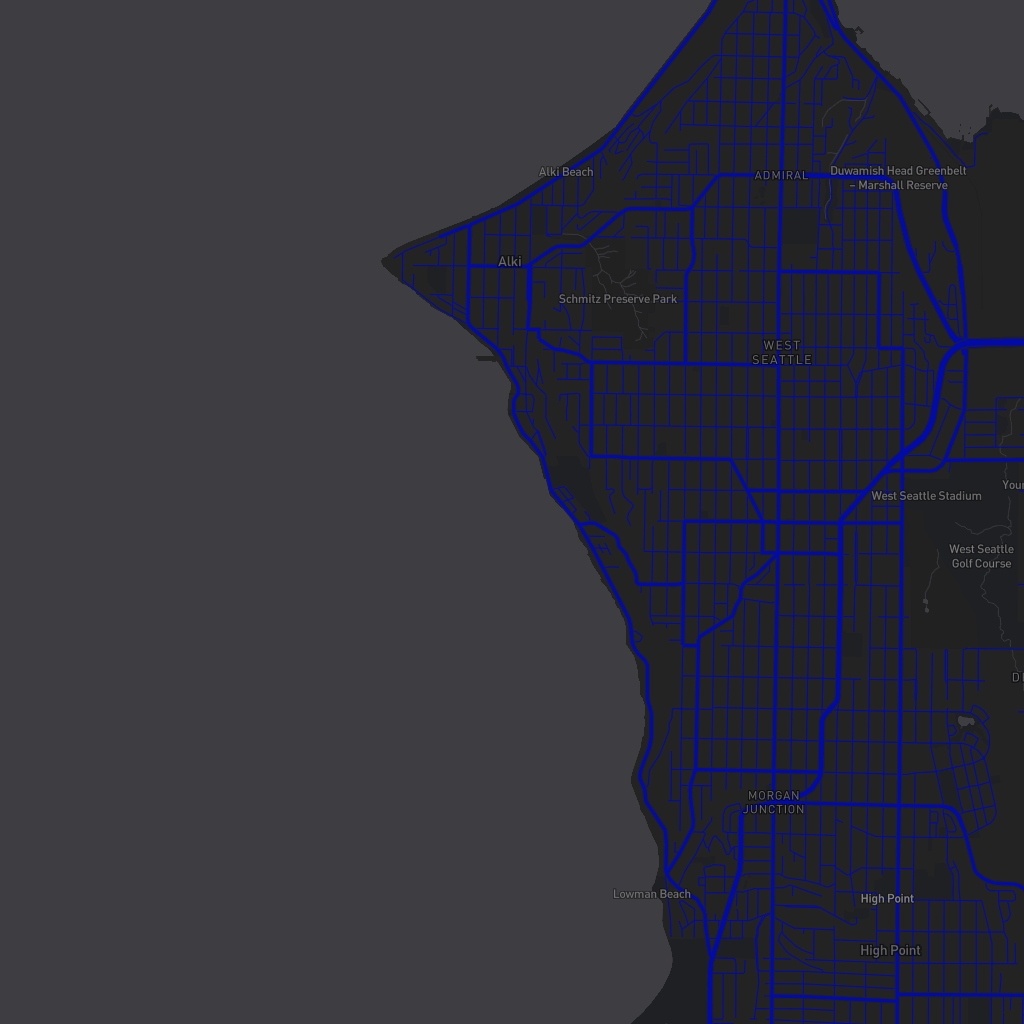 Alki Beach
ADMIRAL
Duwamish Head Greenbelt
– Marshall Reserve
Alki
Schmitz Preserve Park
WEST
SEATTLE
West Seattle Stadium
West Seattle
Golf Course
MORGAN
JUNCTION
Lowman Beach
High Point
High Point